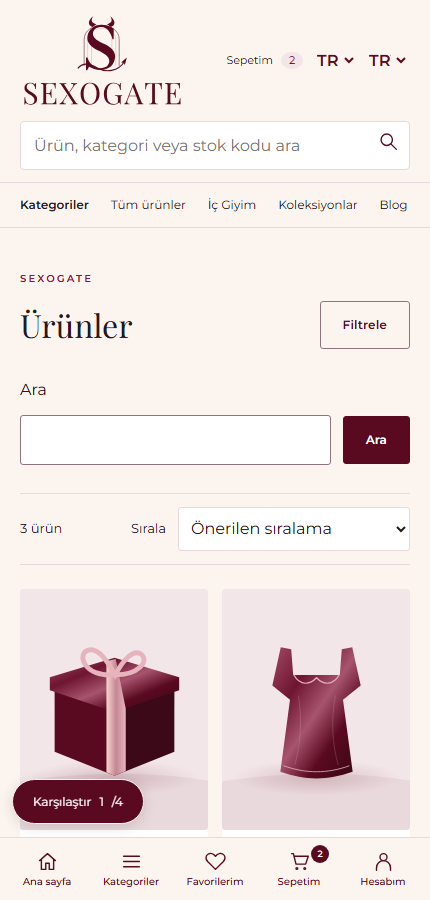 S
SEXOGATE
Sepetim 2 TR TR
Ürün, kategori veya stok kodu ara
Kategoriler Tüm ürünler İç Giyim Koleksiyonlar Blog
SEXOGATE
Ürünler
Filtrele
Ara
Ara
3 ürün Sırala Önerilen sıralama
Karşılaştır 1 /4
2
Ana sayfa Kategoriler Favorilerim Sepetim Hesabım